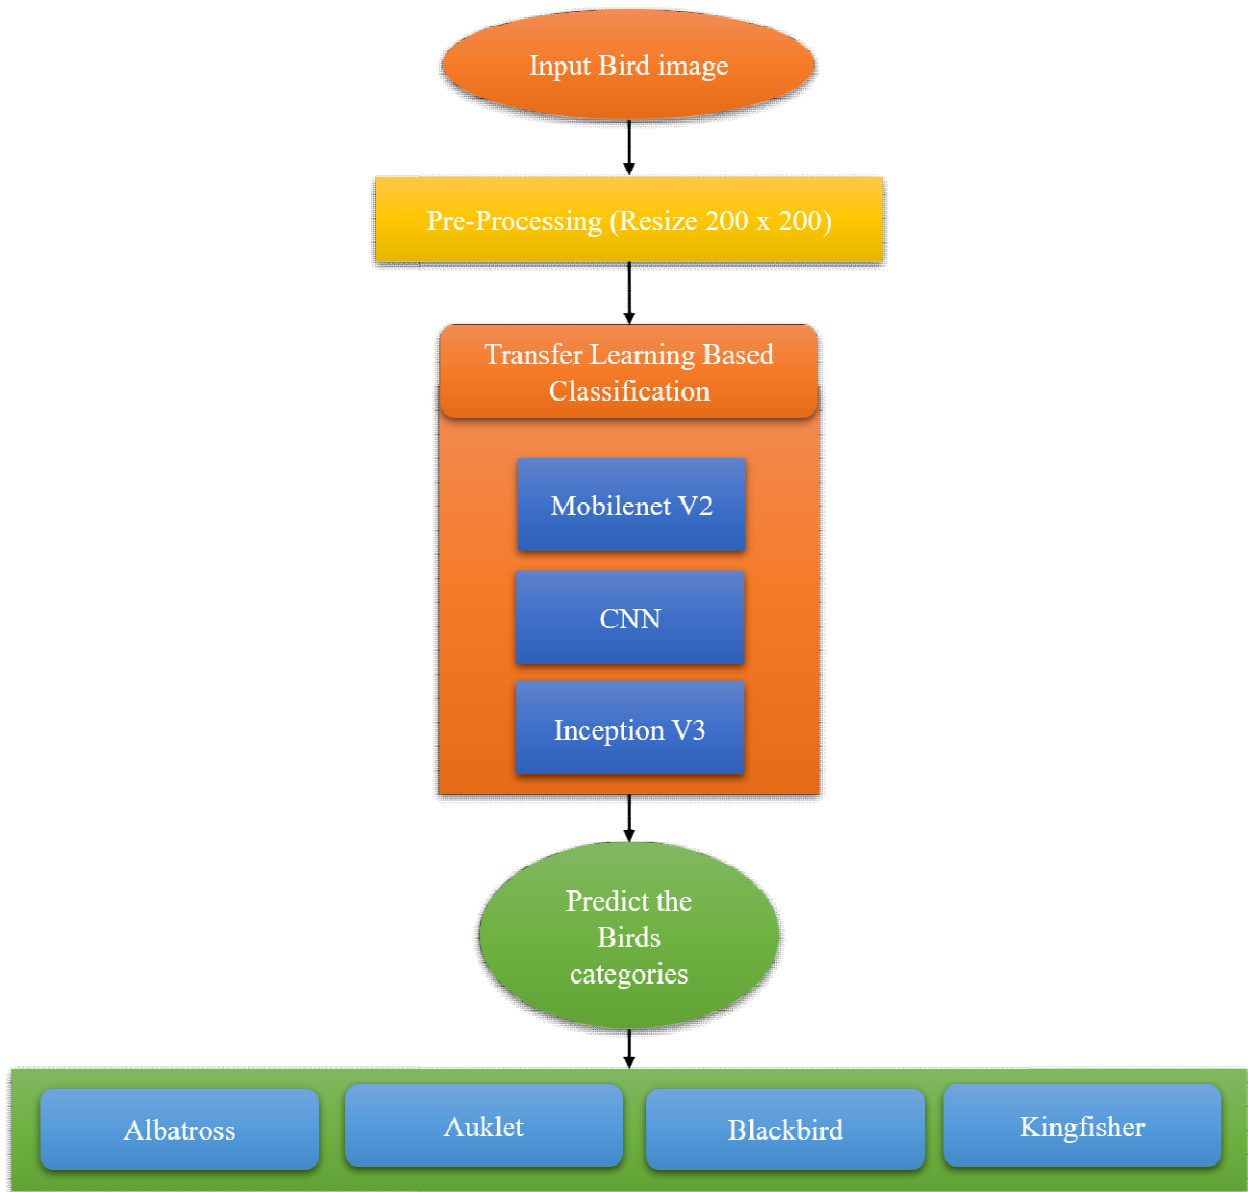 Input Bird image
Pre-Processing (Resize 200 x 200)
Transfer Learning Based
Classification
Mobilenet V2
CNN
Inception V3
Predict the
Birds
categories
Albatross
Auklet
Blackbird
Kingfisher